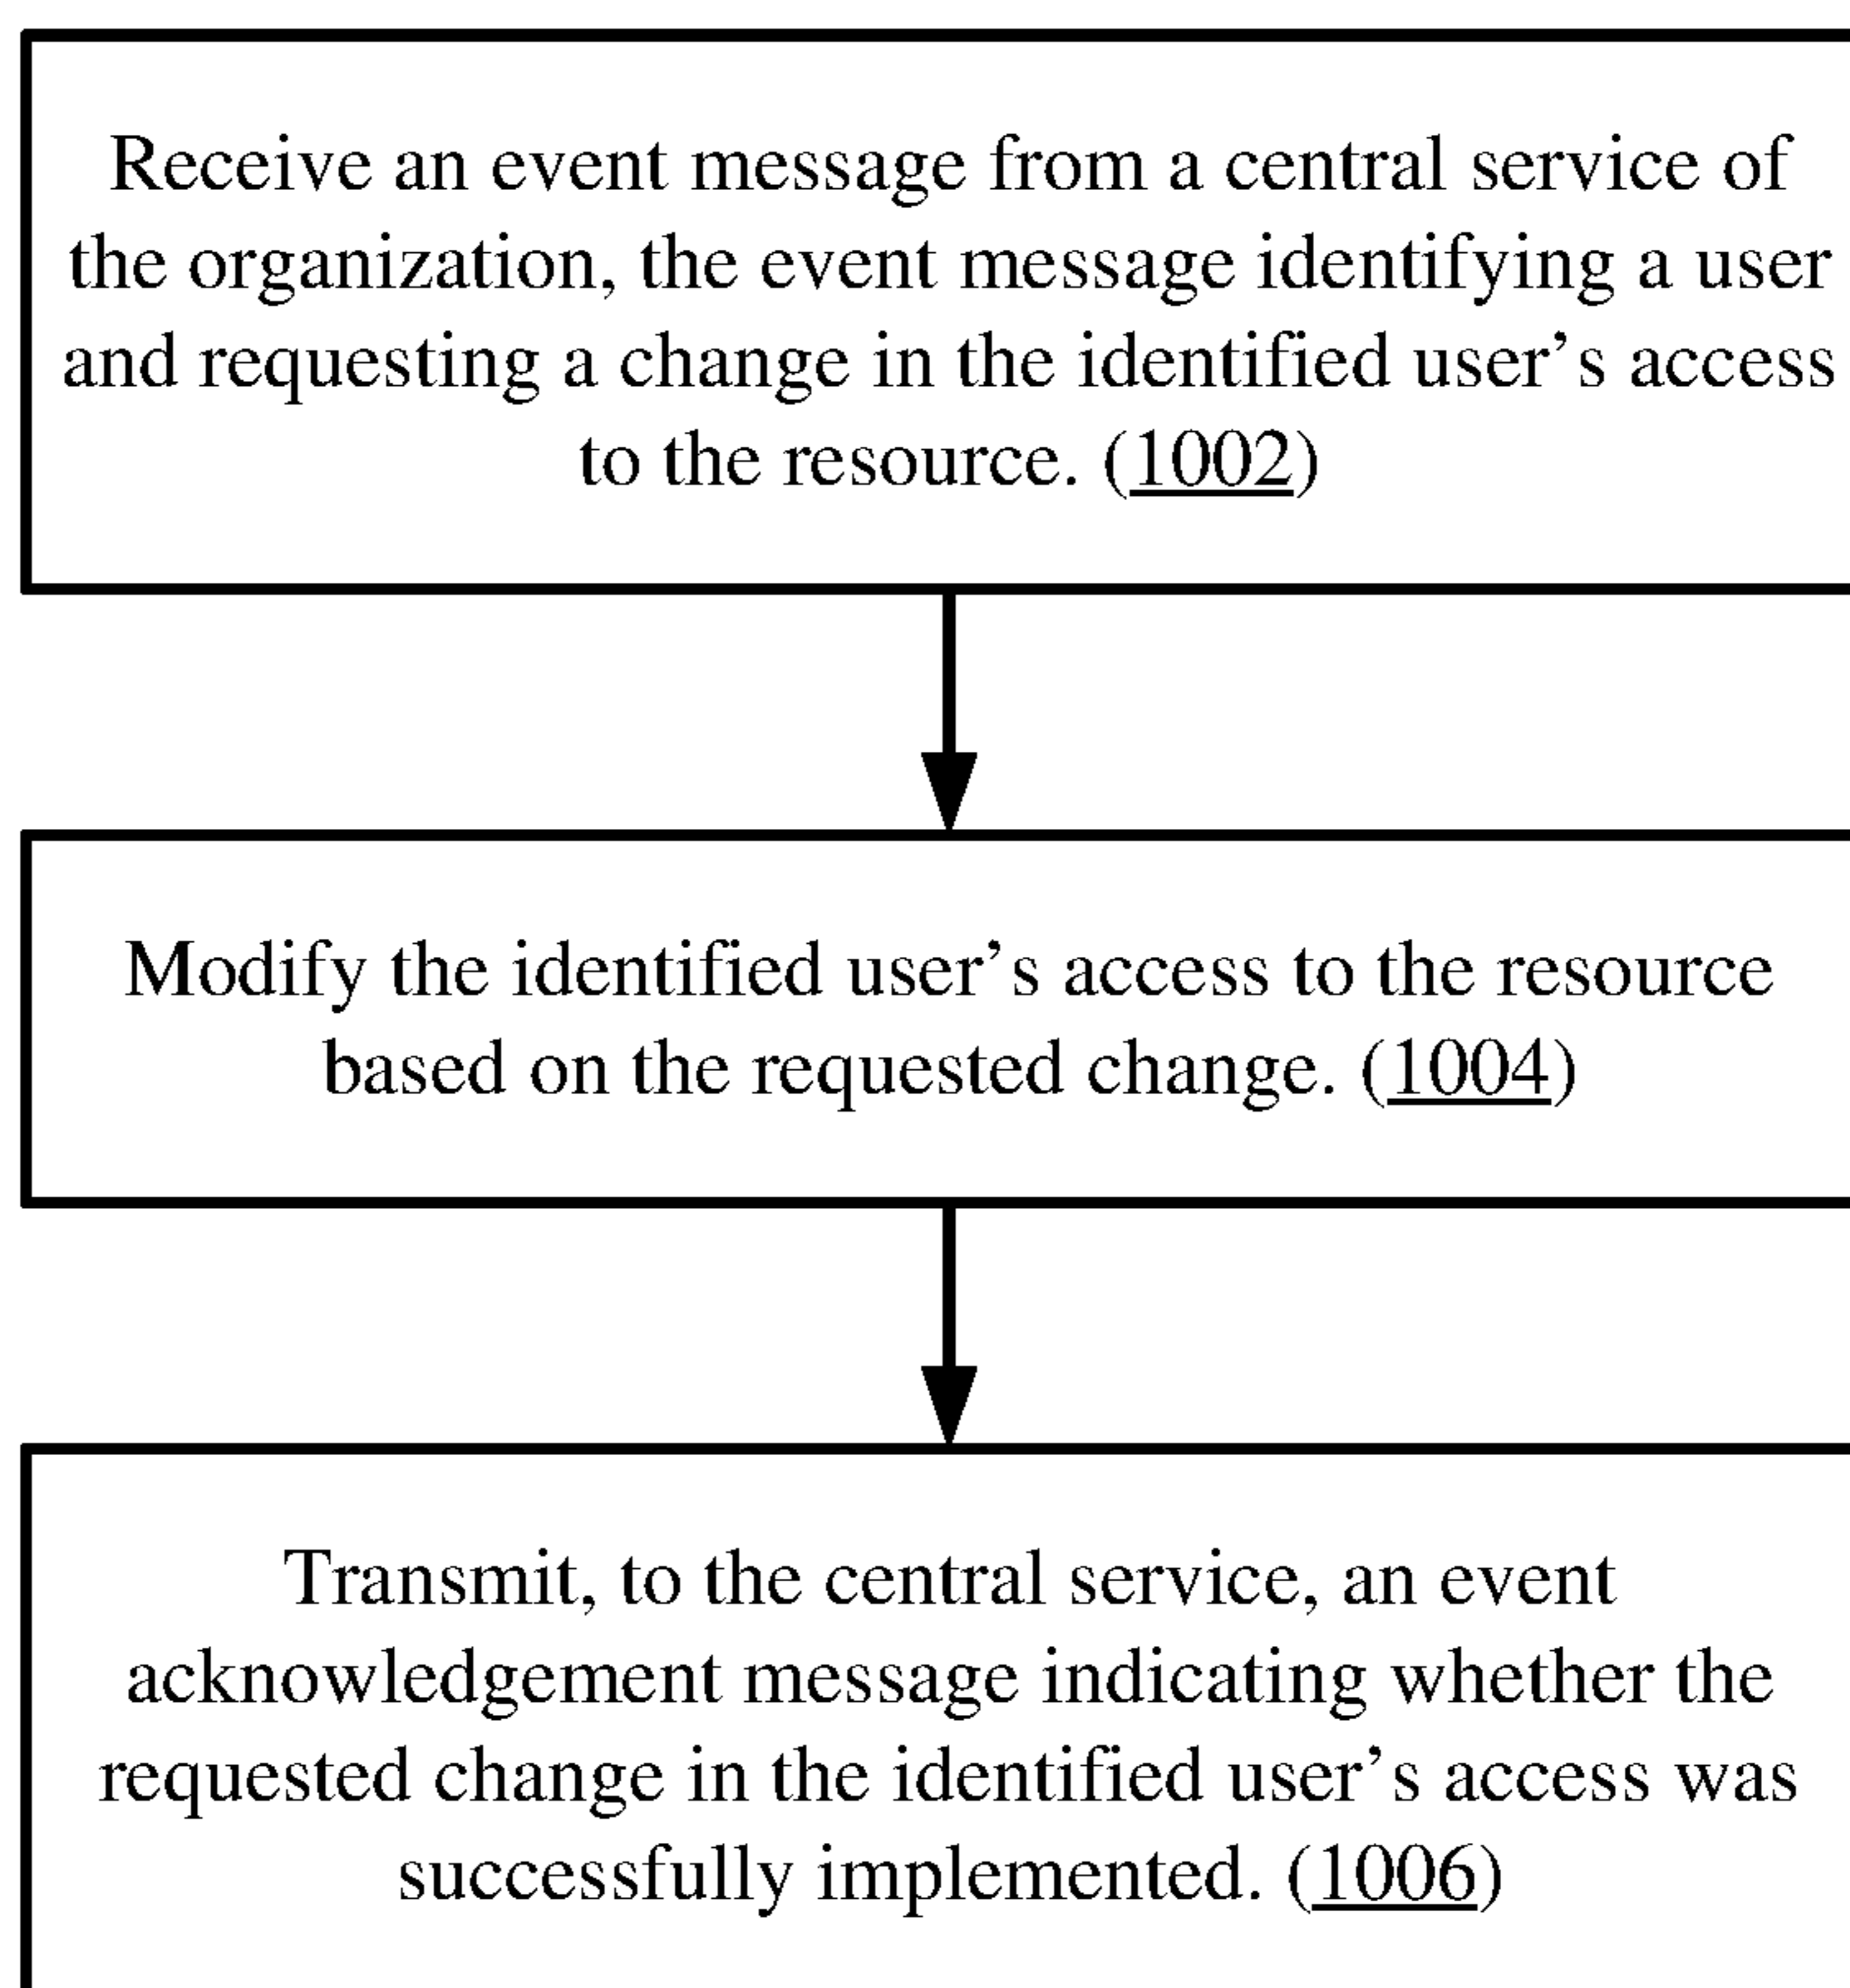 Receive an event message from a central service of
the organization, the event message identifying a user
and requesting a change in the identified user’s access
to the resource. (1002)
Modify the identified user’s access to the resource
based on the requested change. (1004)
Transmit, to the central service, an event
acknowledgement message indicating whether the
requested change in the identified user’s access was
successfully implemented. (1006)